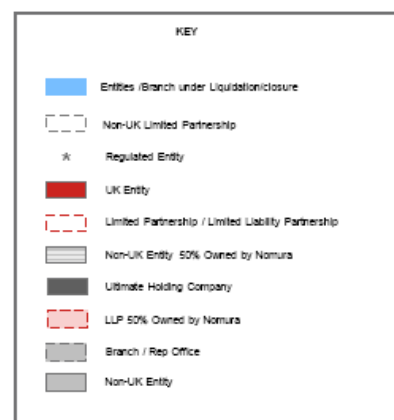 KEY
Entities /Branch under Liquidation/closure
Non-UK Limited Partnership
* Regulated Entity
UK Entity
Limited Partnership / Limited Liability Partnership
Non-UK Entity 50% Owned by Nomura
Ultimate Holding Company
LLP 50% Owned by Nomura
Branch / Rep Office
Non-UK Entity